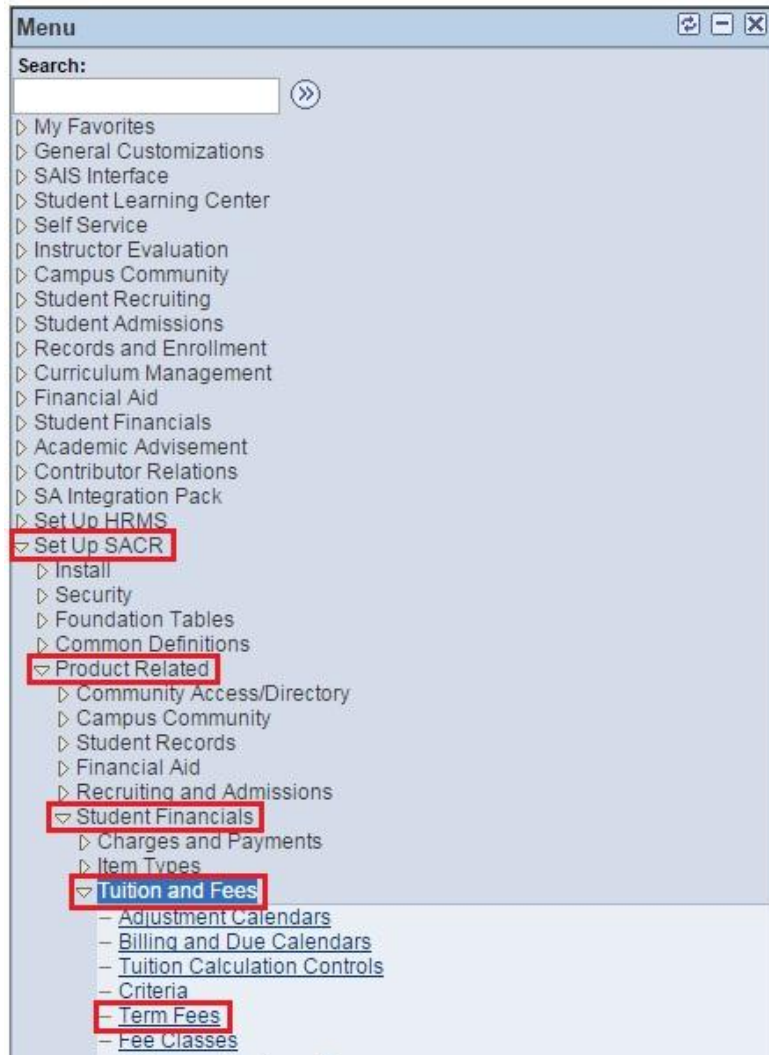 Menu
Search:
My Favorites
General Customizations
SAIS Interface
Student Learning Center
Self Service
Instructor Evaluation
Campus Community
Student Recruiting
Student Admissions
Records and Enrollment
Curriculum Management
Financial Aid
Student Financials
Academic Advisement
Contributor Relations
SA Integration Pack
Set Up HRMS
Set Up SACR
Install
Security
Foundation Tables
Common Definitions
Product Related
Community Access/Directory
Campus Community
Student Records
Financial Aid
Recruiting and Admissions
Student Financials
Charges and Payments
Item Types
Tuition and Fees
– Adjustment Calendars
– Billing and Due Calendars
– Tuition Calculation Controls
– Criteria
– Term Fees
– Fee Classes